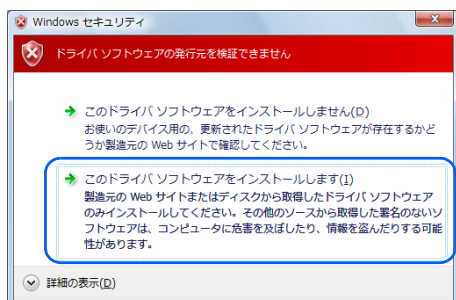 Windows セキュリティ
ドライバ ソフトウェアの発行元を検証できません
このドライバ ソフトウェアをインストールしません(D)
お使いのデバイス用の、更新されたドライバ ソフトウェアが存在するかど
うか製造元の Web サイトで確認してください。
このドライバ ソフトウェアをインストールします(I)
製造元の Web サイトまたはディスクから取得したドライバ ソフトウェア
のみインストールしてください。その他のソースから取得した署名のないソ
フトウェアは、コンピュータに危害を及ぼしたり、情報を盗んだりする可能
性があります。
詳細の表示(D)